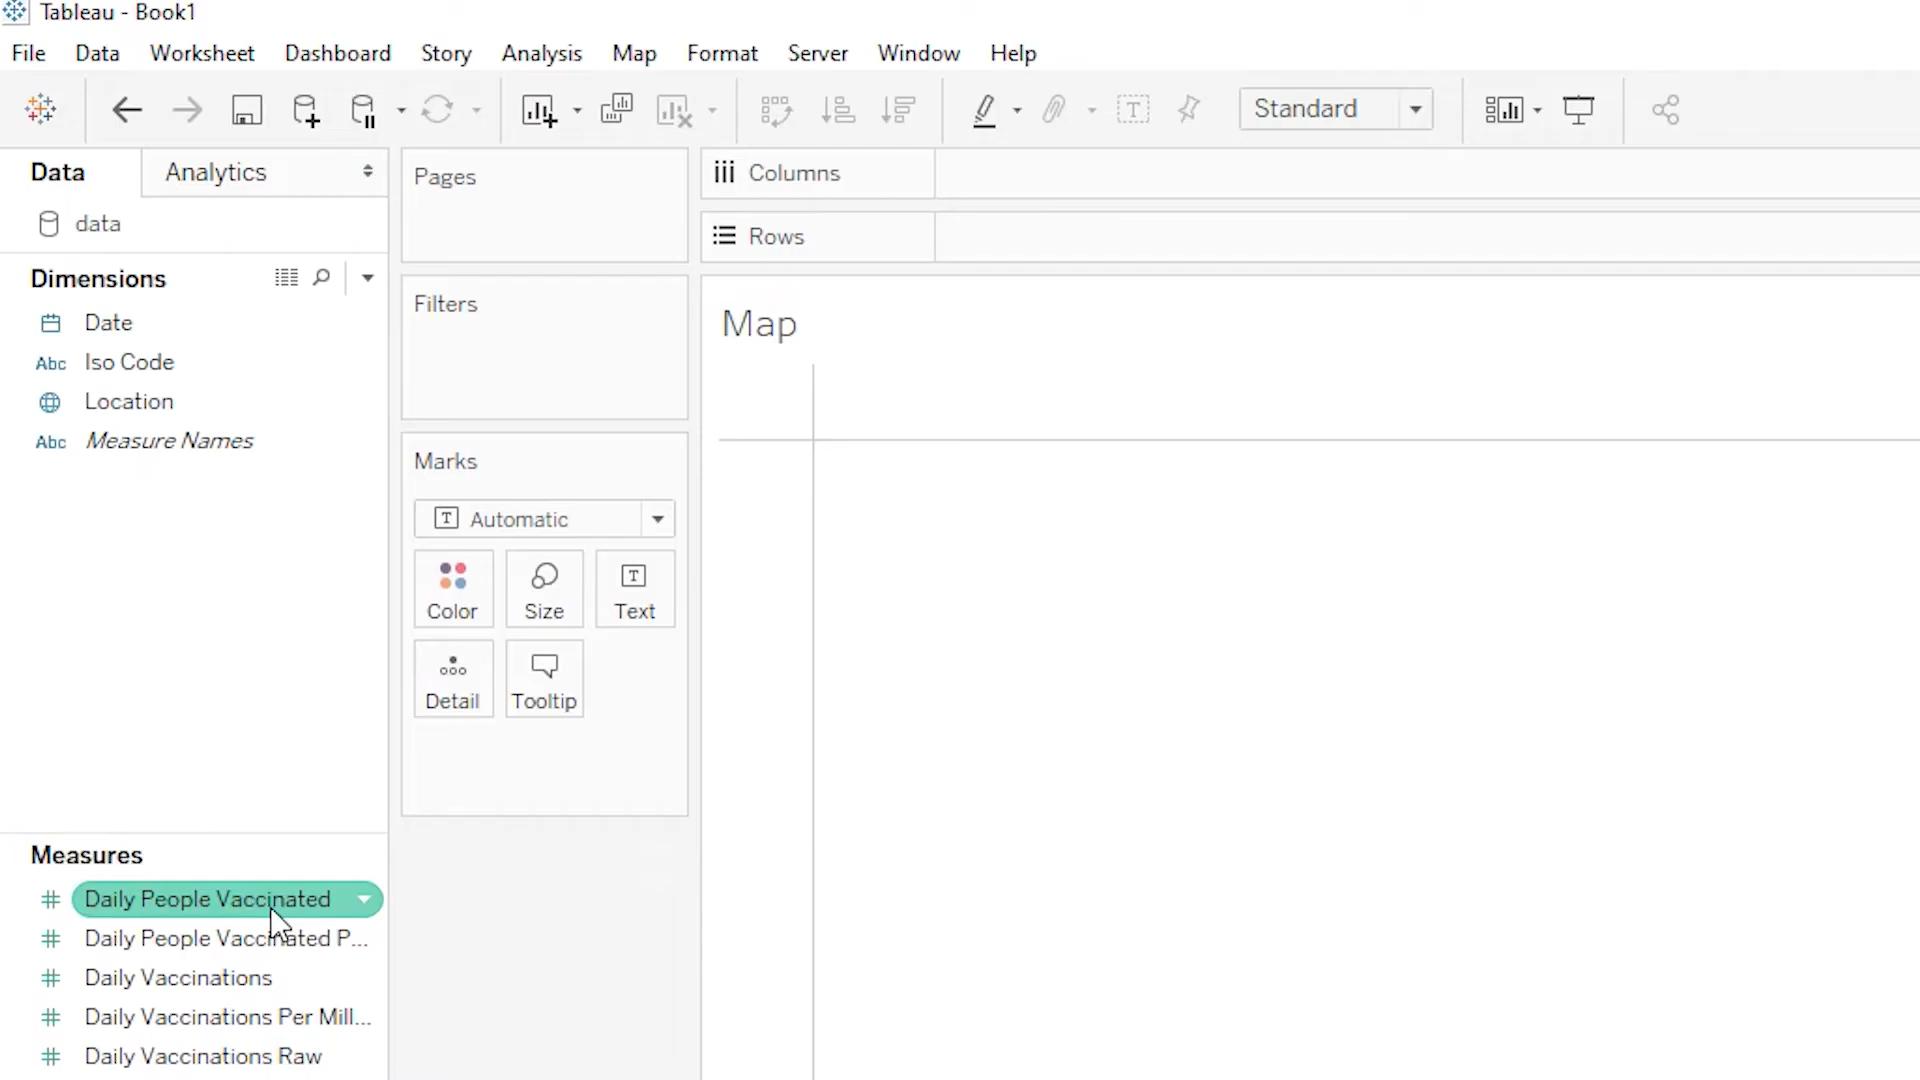 Tableau - Book1
File Data Worksheet Dashboard Story Analysis Map Format Server Window Help
Standard
Data Analytics
data
Dimensions
Date
Abc Iso Code
Location
Abc Measure Names
Measures
Daily People Vaccinated
Daily People Vaccinated P...
Daily Vaccinations
Daily Vaccinations Per Mill...
Daily Vaccinations Raw
Pages
Filters
Marks
T Automatic
Color Size T Text
Detail Tooltip
Columns
Rows
Map